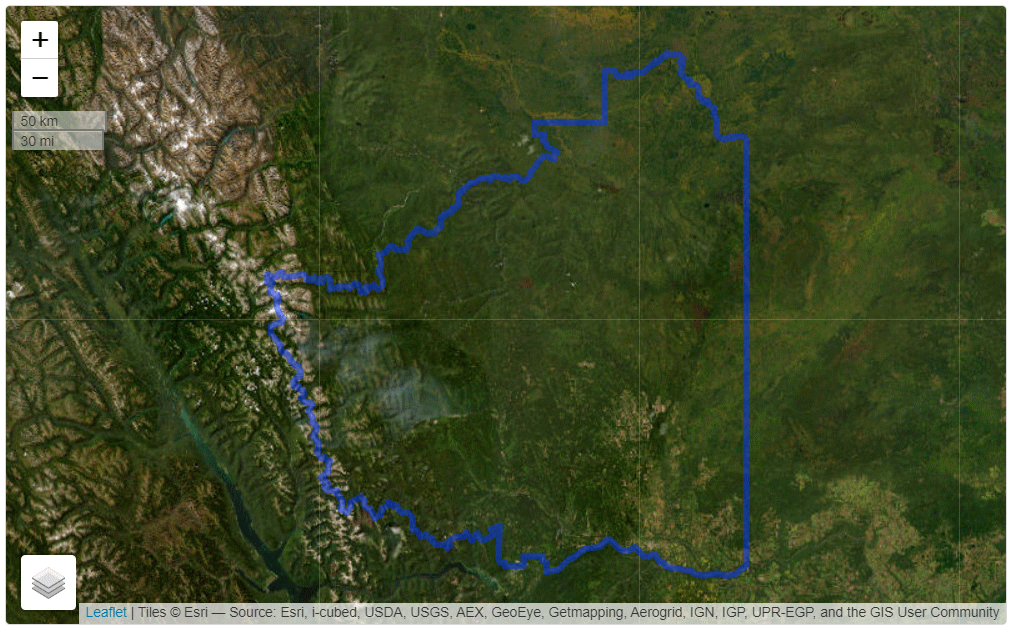 +
−
50 km
30 mi
Leaflet | Tiles © Esri — Source: Esri, i-cubed, USDA, USGS, AEX, GeoEye, Getmapping, Aerogrid, IGN, IGP, UPR-EGP, and the GIS User Community